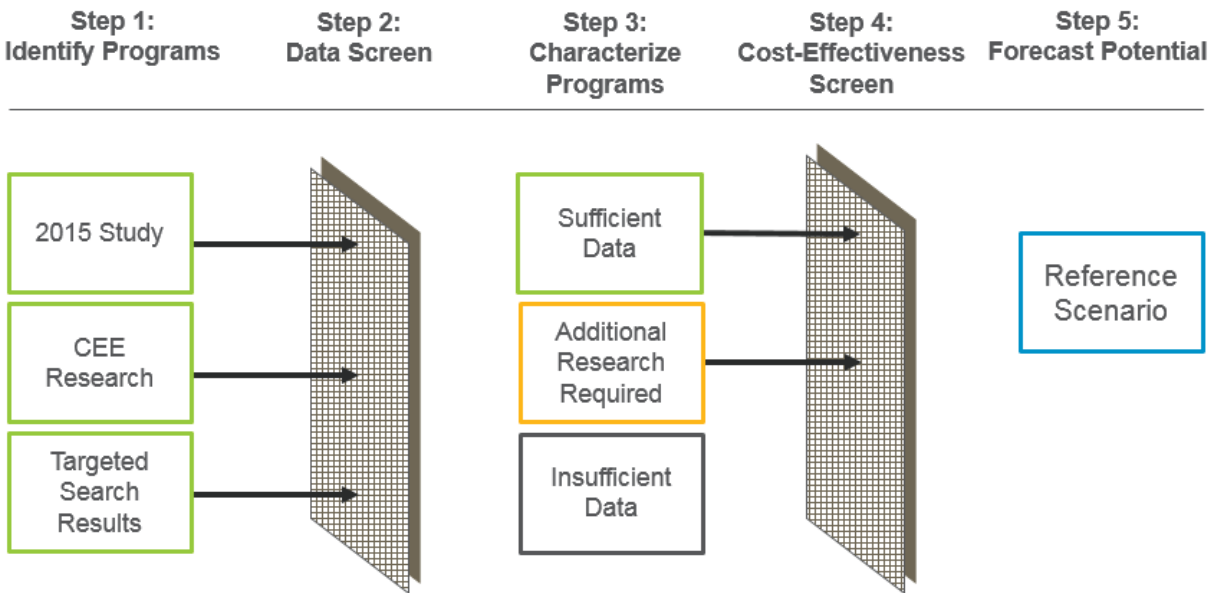 Step 1:
Identify Programs
Step 2:
Data Screen
Step 3:
Characterize
Programs
Step 4:
Cost-Effectiveness
Screen
Step 5:
Forecast Potential
2015 Study
CEE
Research
Targeted
Search
Results
Sufficient
Data
Additional
Research
Required
Insufficient
Data
Reference
Scenario